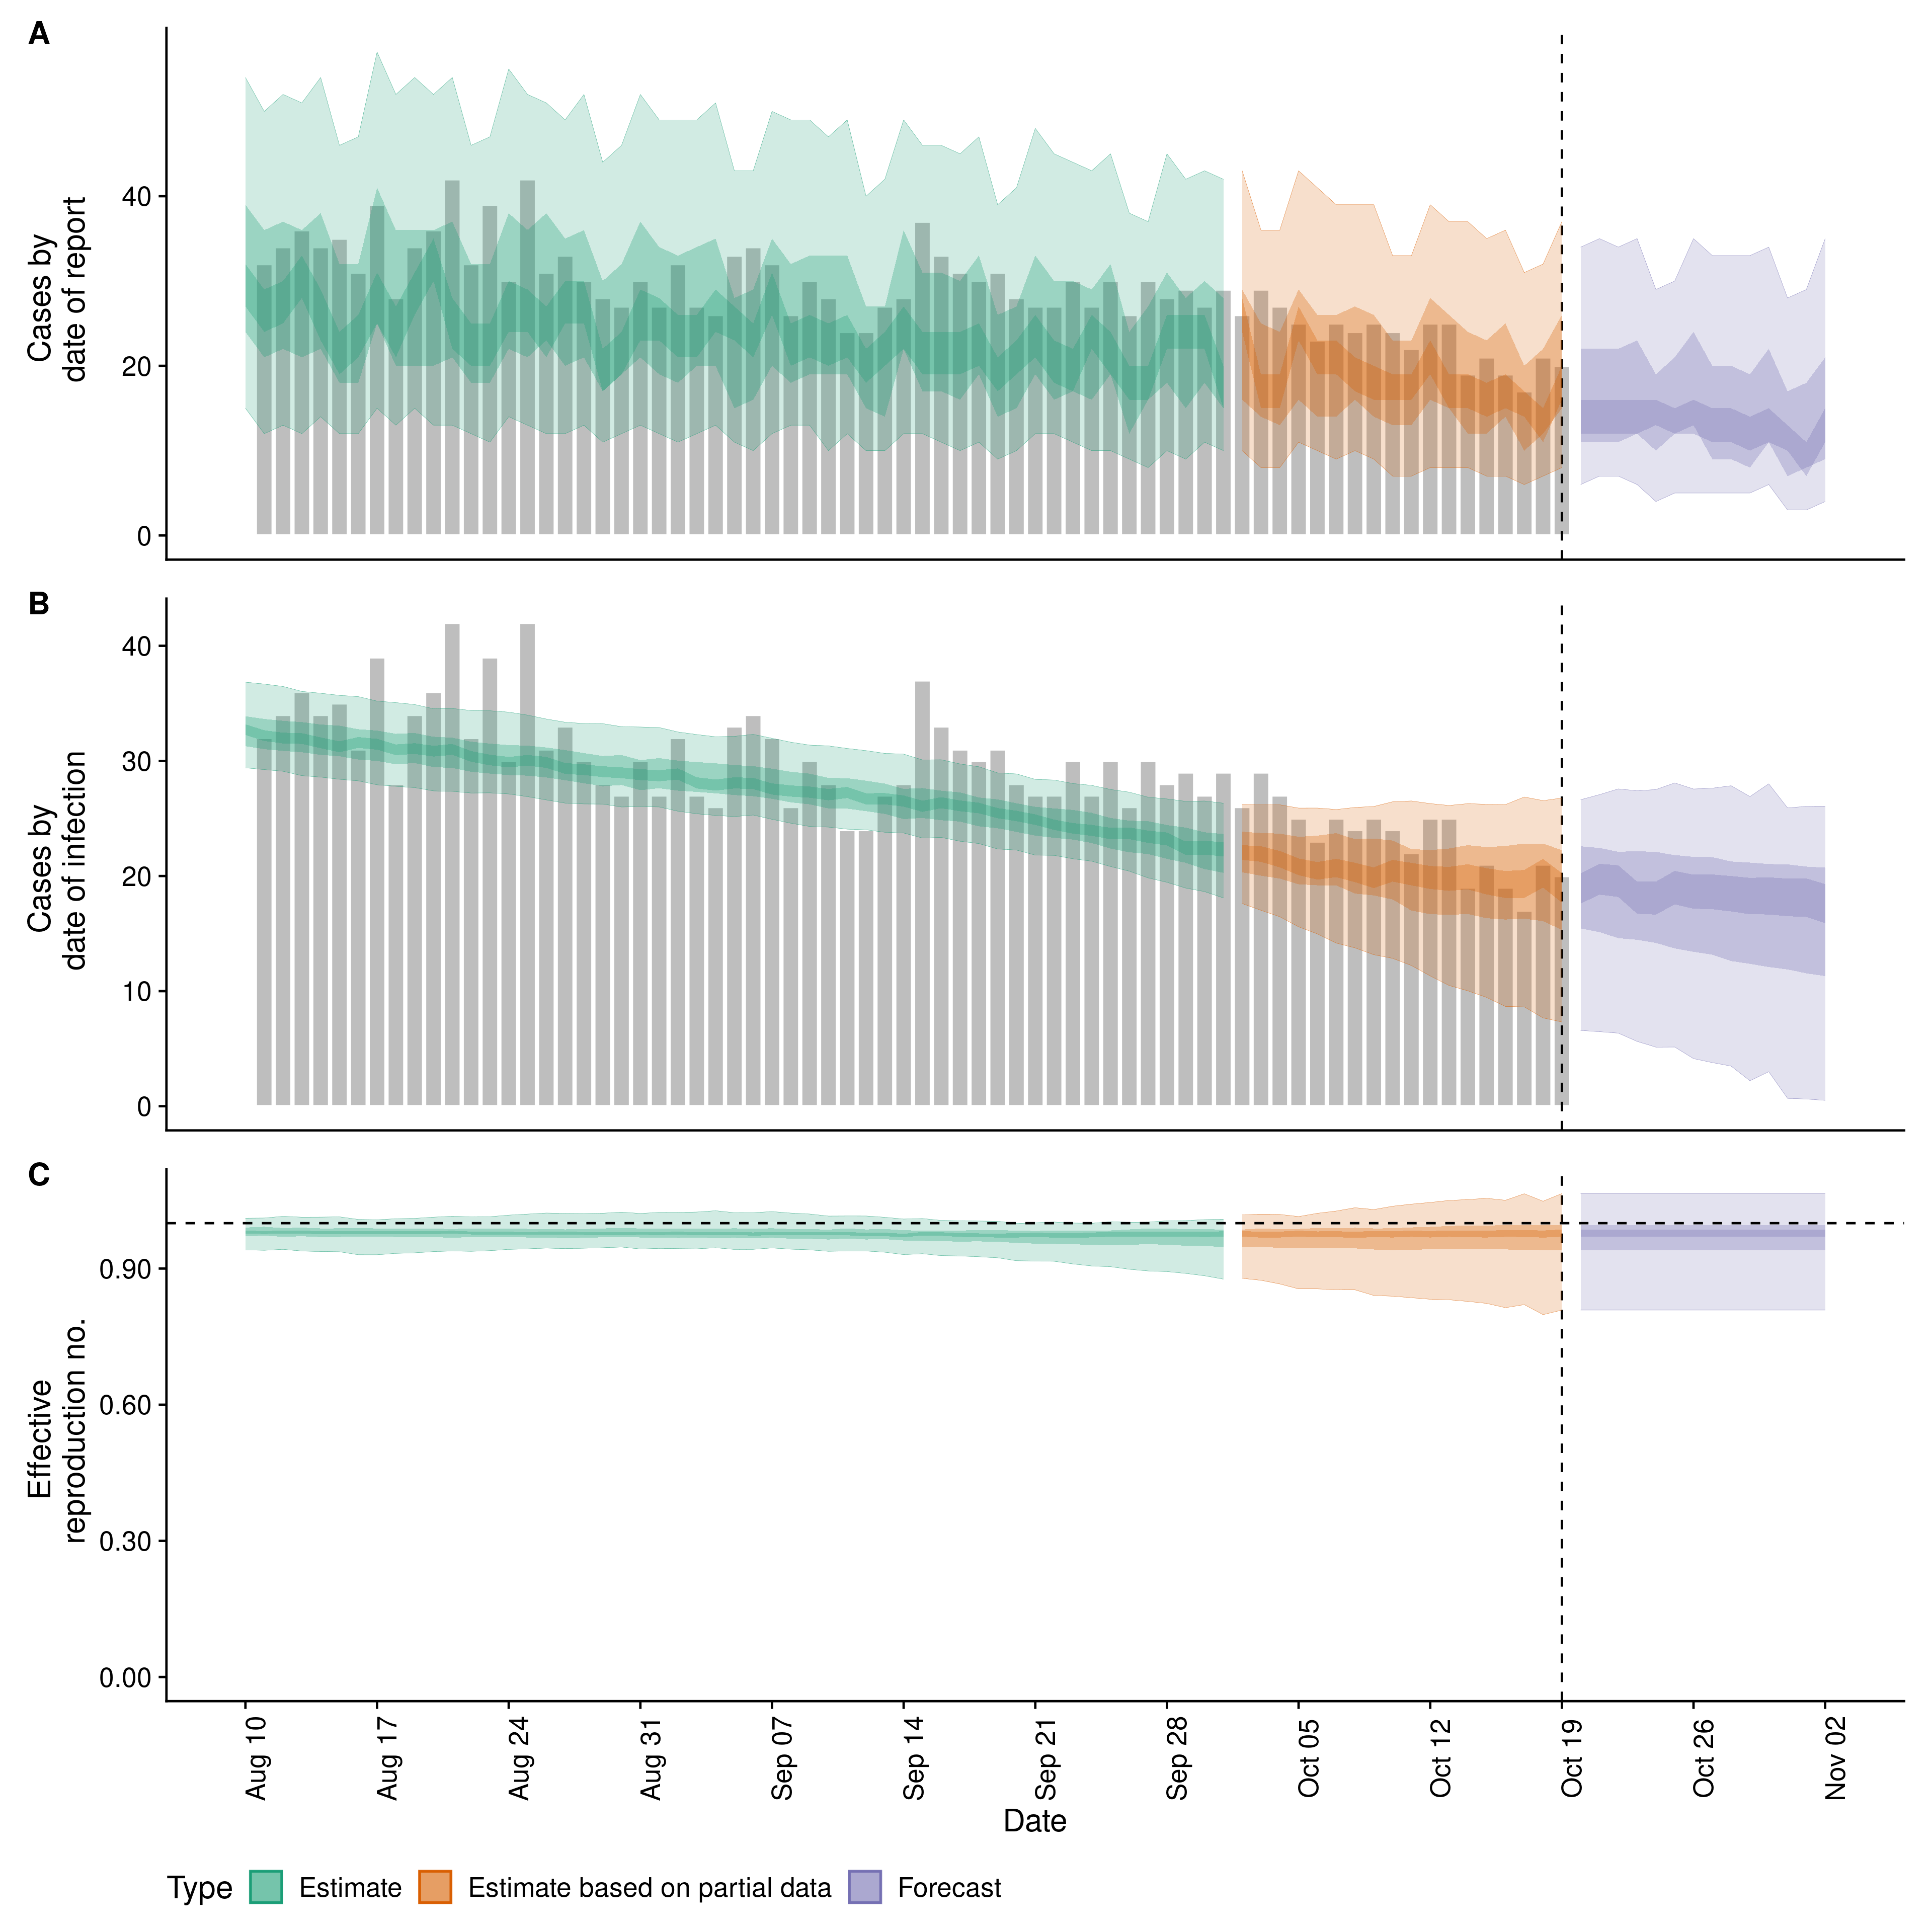 A
Cases by
date of report
40
20
0
B
Cases by
date of infection
40
30
20
10
0
C
Effective
reproduction no.
0.90
0.60
0.30
0.00
Aug 10
Aug 17
Aug 24
Aug 31
Sep 07
Sep 14
Sep 21
Sep 28
Oct 05
Oct 12
Oct 19
Oct 26
Nov 02
Date
Type Estimate Estimate based on partial data Forecast